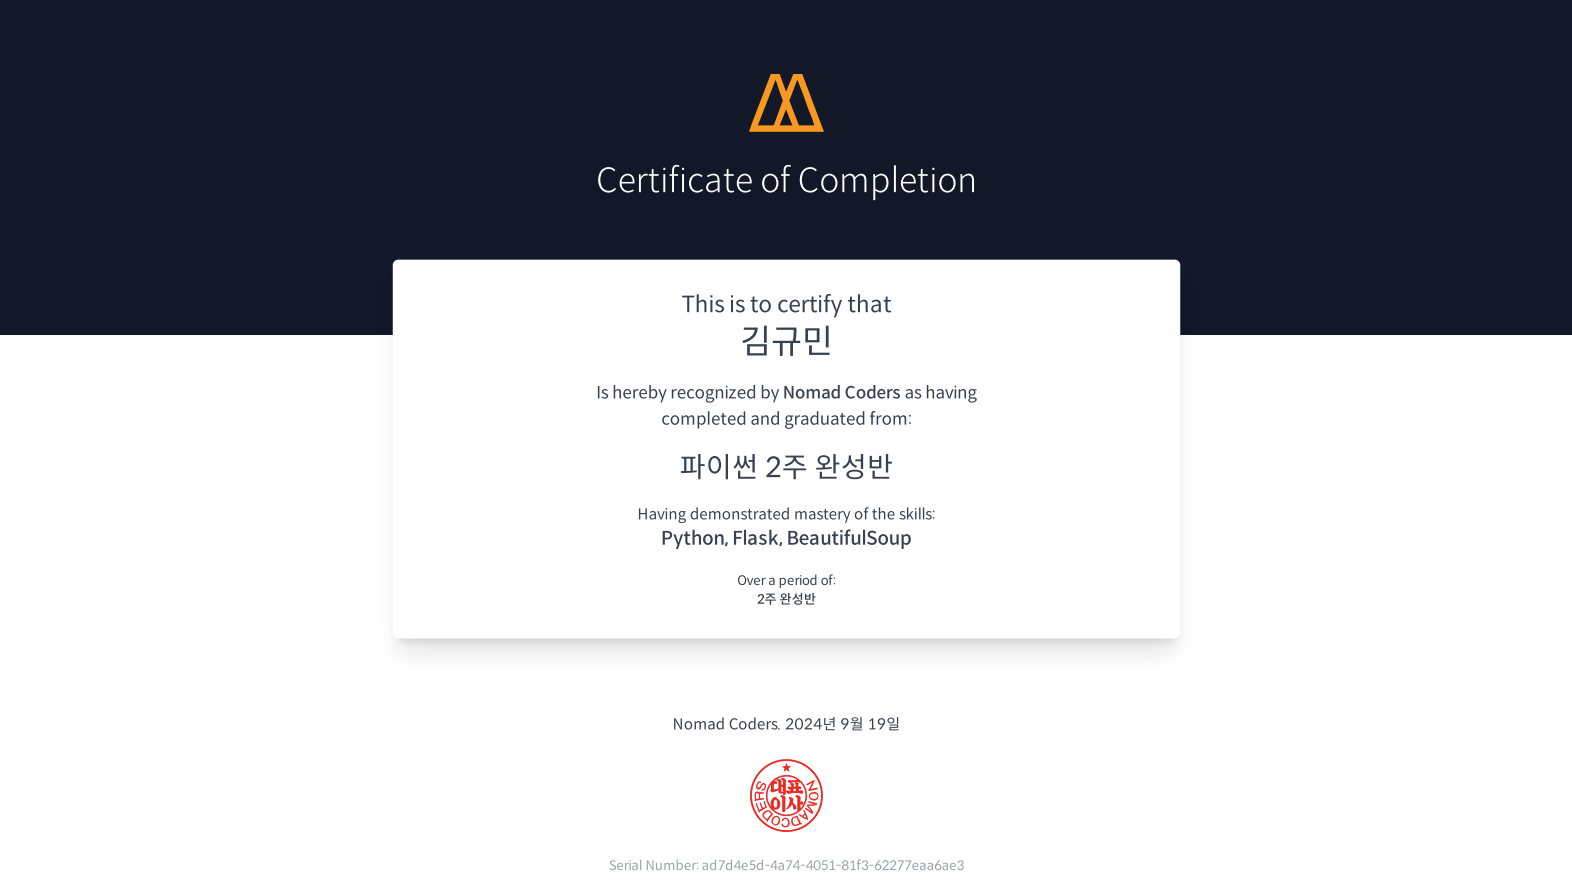 Certificate of Completion
This is to certify that
김규민
Is hereby recognized by Nomad Coders as having
completed and graduated from:
파이썬 2주 완성반
Having demonstrated mastery of the skills:
Python, Flask, BeautifulSoup
Over a period of:
2주 완성반
Nomad Coders. 2024년 9월 19일
대표
이사
NOMADCODERS
Serial Number: ad7d4e5d-4a74-4051-81f3-62277eaa6ae3